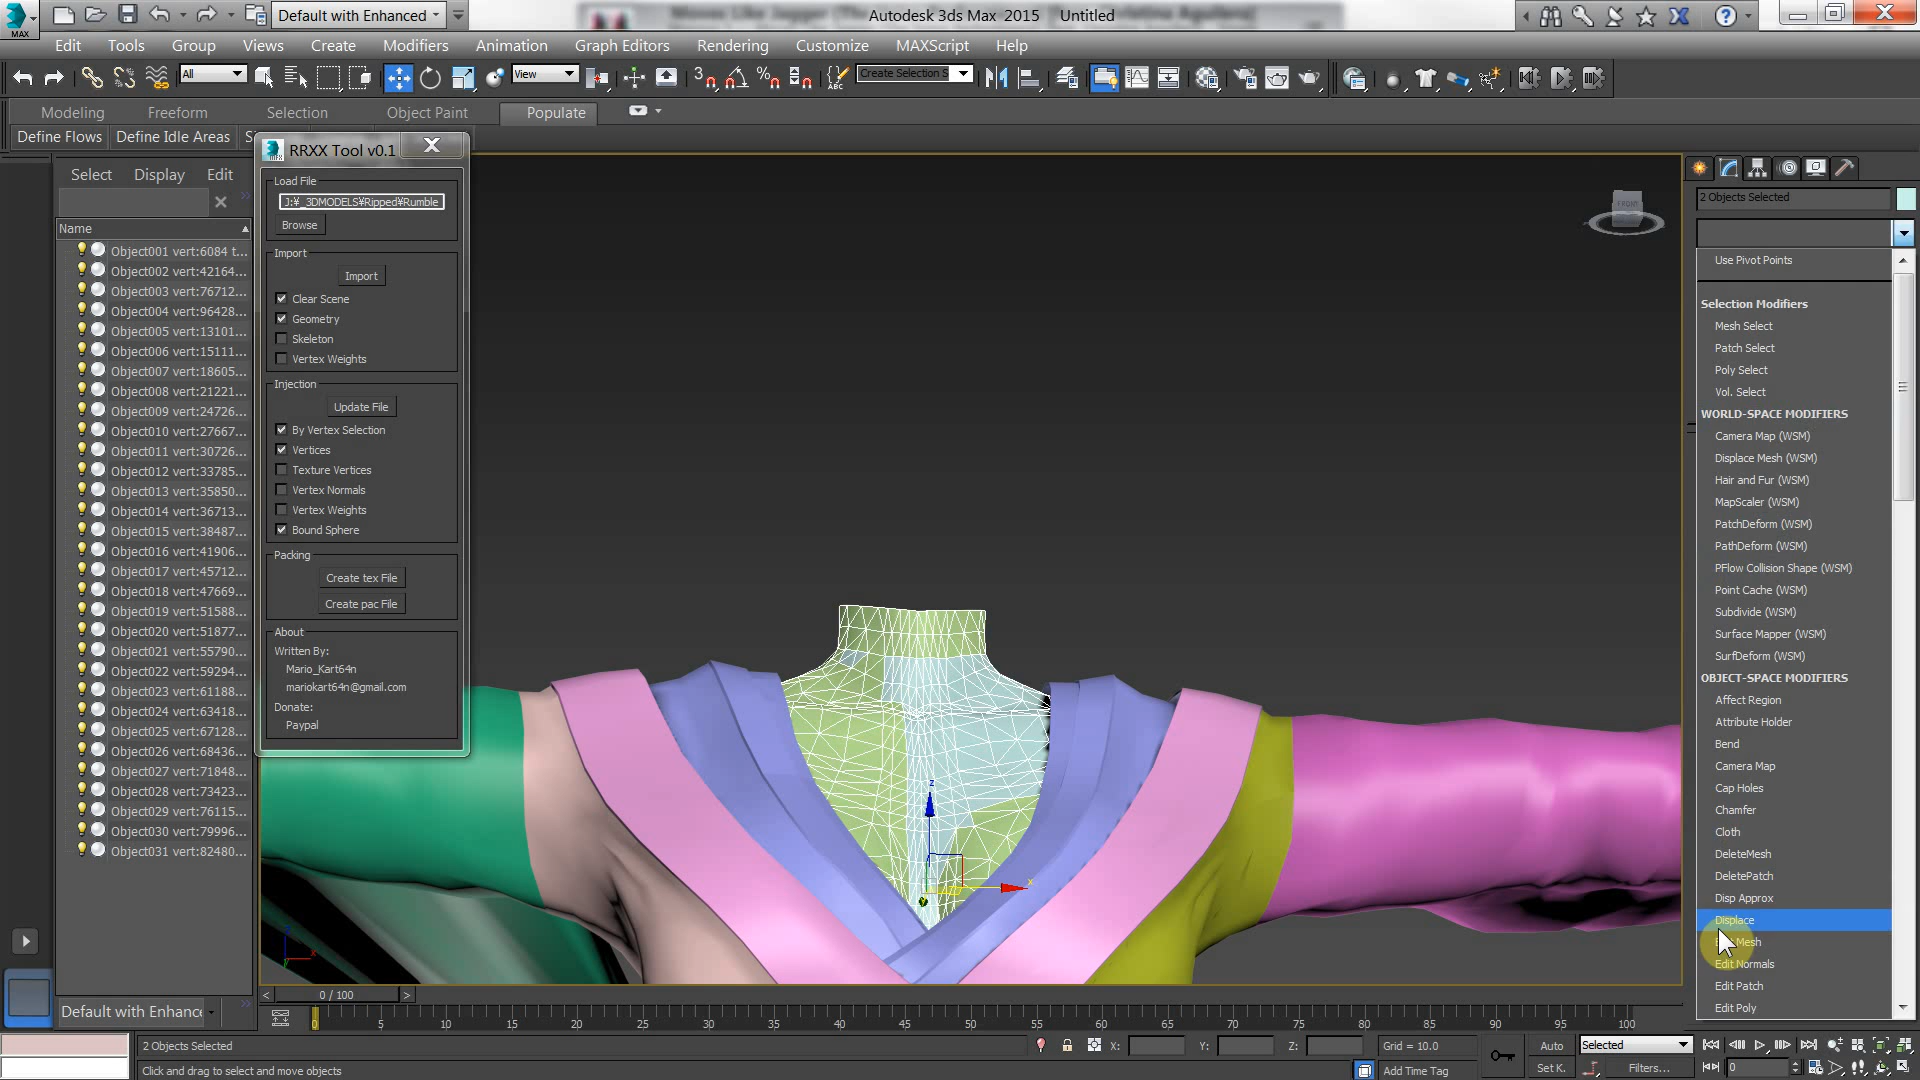 Default with Enhanced
Autodesk 3ds Max 2015 Untitled
MAX
Edit Tools Group Views Create Modifiers Animation Graph Editors Rendering Customize MAXScript Help
All
View
Create Selection S
Modeling Freeform Selection Object Paint Populate
Define Flows Define Idle Areas
Select Display Edit
Name
Object001 vert:6084 t...
Object002 vert:42164...
Object003 vert:76712...
Object004 vert:96428...
Object005 vert:13101...
Object006 vert:15111...
Object007 vert:18605...
Object008 vert:21221...
Object009 vert:24726...
Object010 vert:27667...
Object011 vert:30726...
Object012 vert:33785...
Object013 vert:35850...
Object014 vert:36713...
Object015 vert:38487...
Object016 vert:41906...
Object017 vert:45712...
Object018 vert:47669...
Object019 vert:51588...
Object020 vert:51877...
Object021 vert:55790...
Object022 vert:59294...
Object023 vert:61188...
Object024 vert:63418...
Object025 vert:67128...
Object026 vert:68436...
Object027 vert:71848...
Object028 vert:73423...
Object029 vert:76115...
Object030 vert:79996...
Object031 vert:82480...
Default with Enhance
RRXX Tool v0.1
Load File
J:¥_3DMODELS¥Ripped¥Rumble
Browse
Import
Import
Clear Scene
Geometry
Skeleton
Vertex Weights
Injection
Update File
By Vertex Selection
Vertices
Texture Vertices
Vertex Normals
Vertex Weights
Bound Sphere
Packing
Create tex File
Create pac File
About
Written By:
Mario_Kart64n
mariokart64n@gmail.com
Donate:
Paypal
FRONT
z
x
2 Objects Selected
Use Pivot Points
Selection Modifiers
Mesh Select
Patch Select
Poly Select
Vol. Select
WORLD-SPACE MODIFIERS
Camera Map (WSM)
Displace Mesh (WSM)
Hair and Fur (WSM)
MapScaler (WSM)
PatchDeform (WSM)
PathDeform (WSM)
PFlow Collision Shape (WSM)
Point Cache (WSM)
Subdivide (WSM)
Surface Mapper (WSM)
SurfDeform (WSM)
OBJECT-SPACE MODIFIERS
Affect Region
Attribute Holder
Bend
Camera Map
Cap Holes
Chamfer
Cloth
DeleteMesh
DeletePatch
Disp Approx
Displace
Edit Mesh
Edit Normals
Edit Patch
Edit Poly
0 / 100
0 5 10 15 20 25 30 35 40 45 50 55 60 65 70 75 80 85 90 95 100
2 Objects Selected
X: Y: Z: Grid = 10.0
Auto Selected
Click and drag to select and move objects
Add Time Tag
Set K. Filters... 0